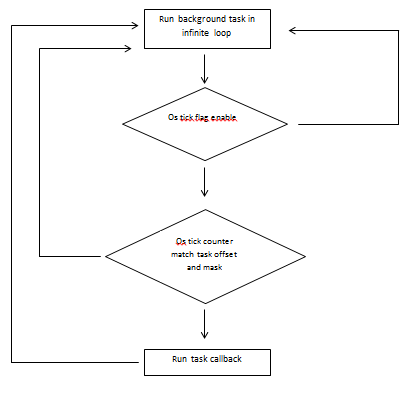 Run background task in
infinite loop
Os tick flag enable
Os tick counter
match task offset
and mask
Run task callback